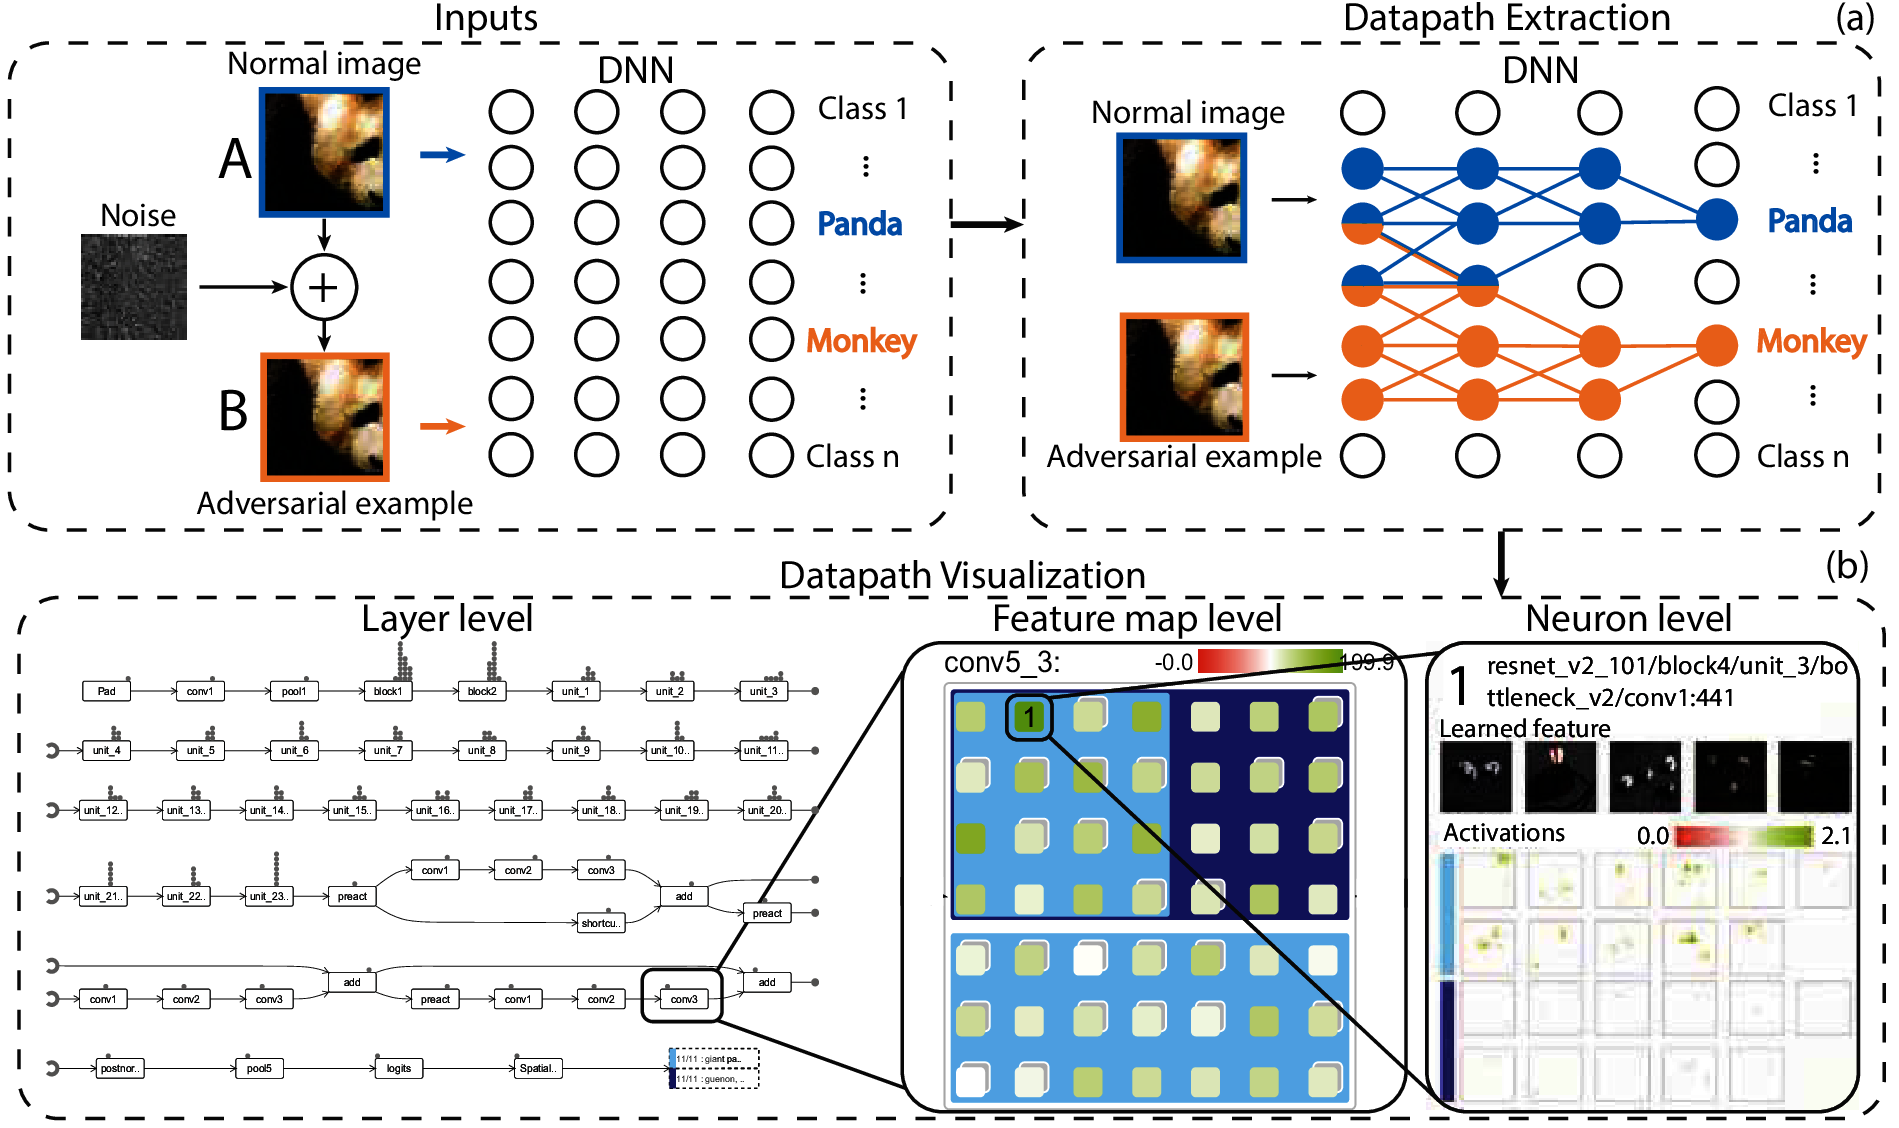 Inputs
Datapath Extraction
(a)
Normal image
DNN
A
Noise
+
B
Adversarial example
Class 1
⋮
Panda
⋮
Monkey
⋮
Class n
Normal image
DNN
Adversarial example
Class 1
⋮
Panda
⋮
Monkey
⋮
Class n
Datapath Visualization
(b)
Layer level
Pad conv1 pool1 block1 block2 unit_1 unit_2 unit_3
unit_4 unit_5 unit_6 unit_7 unit_8 unit_9 unit_10.. unit_11..
unit_12.. unit_13.. unit_14.. unit_15.. unit_16.. unit_17.. unit_18.. unit_19.. unit_20..
conv1 conv2 conv3
unit_21.. unit_22.. unit_23.. preact add
shortcu.. preact
add add
conv1 conv2 conv3 preact conv1 conv2 conv3
postnor.. pool5 logits Spatial..
11/11 : giant pa..
11/11 : guenon, ..
Feature map level
conv5_3: -0.0 199.9
1
Neuron level
1 resnet_v2_101/block4/unit_3/bo
ttleneck_v2/conv1:441
Learned feature
Activations 0.0 2.1